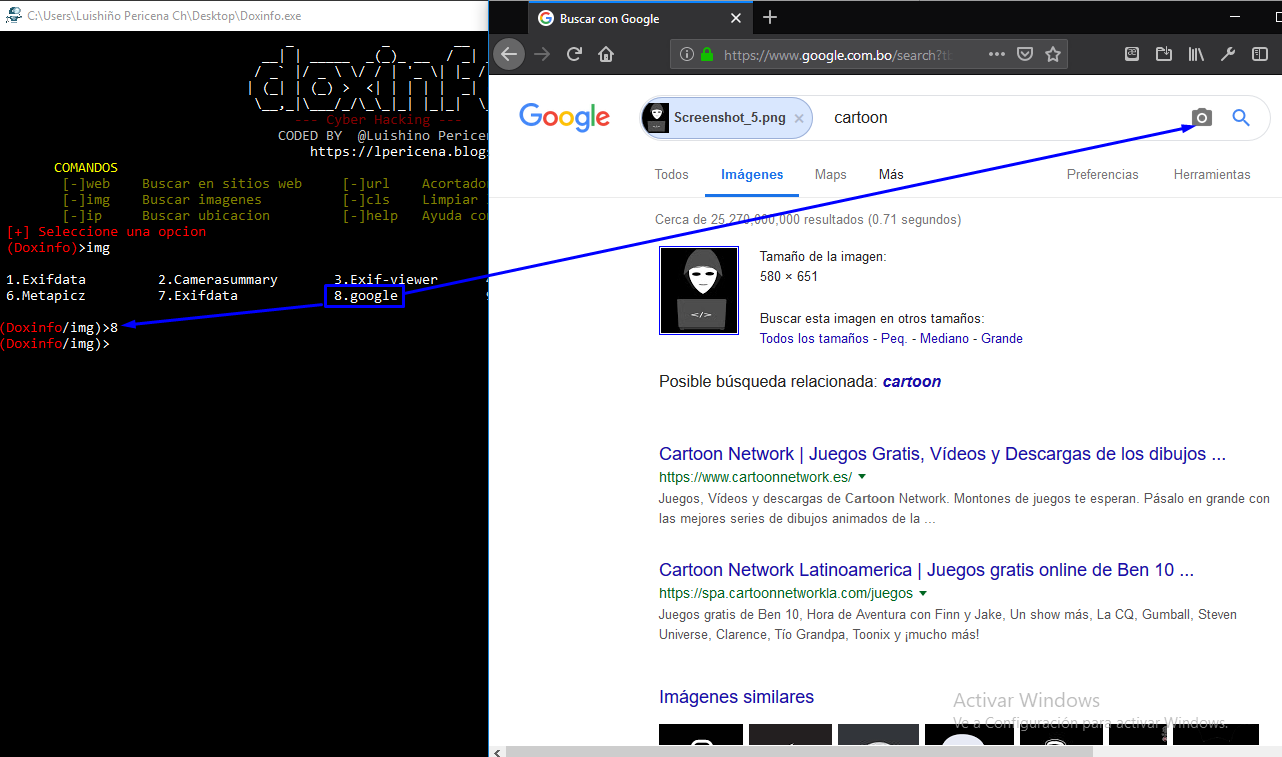 C:\Users\Luishiño Pericena Ch\Desktop\Doxinfo.exe
--- Cyber Hacking ---
CODED BY @Luishino Pericen
https://lpericena.blogs
COMANDOS
[-]web Buscar en sitios web [-]url Acortado
[-]img Buscar imagenes [-]cls Limpiar
[-]ip Buscar ubicacion [-]help Ayuda co
[+] Seleccione una opcion
(Doxinfo)>img
1.Exifdata 2.Camerasummary 3.Exif-viewer
6.Metapicz 7.Exifdata 8.google
(Doxinfo/img)>8
(Doxinfo/img)>
Buscar con Google
https://www.google.com.bo/search?tb
Google
Screenshot_5.png cartoon
Todos Imágenes Maps Más Preferencias Herramientas
Cerca de 25,270,000,000 resultados (0.71 segundos)
</>
Tamaño de la imagen:
580 × 651
Buscar esta imagen en otros tamaños:
Todos los tamaños - Peq. - Mediano - Grande
Posible búsqueda relacionada: cartoon
Cartoon Network | Juegos Gratis, Vídeos y Descargas de los dibujos ...
https://www.cartoonnetwork.es/
Juegos, Vídeos y descargas de Cartoon Network. Montones de juegos te esperan. Pásalo en grande con
las mejores series de dibujos animados de la ...
Cartoon Network Latinoamerica | Juegos gratis online de Ben 10 ...
https://spa.cartoonnetworkla.com/juegos
Juegos gratis de Ben 10, Hora de Aventura con Finn y Jake, Un show más, La CQ, Gumball, Steven
Universe, Clarence, Tío Grandpa, Toonix y ¡mucho más!
Imágenes similares
Activar Windows
Ve a Configuración para activar Windows.